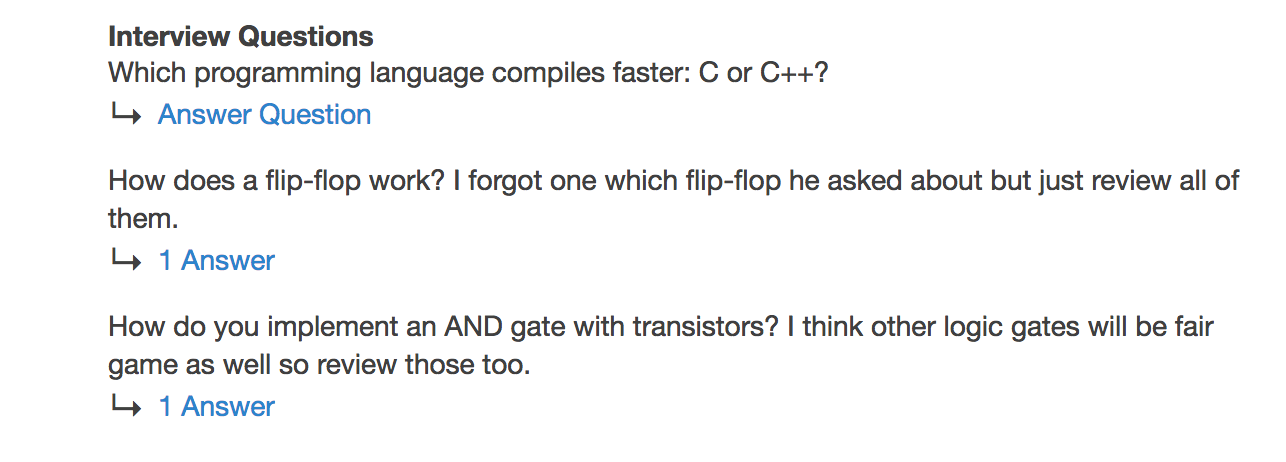 Interview Questions
Which programming language compiles faster: C or C++?
Answer Question
How does a flip-flop work? I forgot one which flip-flop he asked about but just review all of
them.
1 Answer
How do you implement an AND gate with transistors? I think other logic gates will be fair
game as well so review those too.
1 Answer